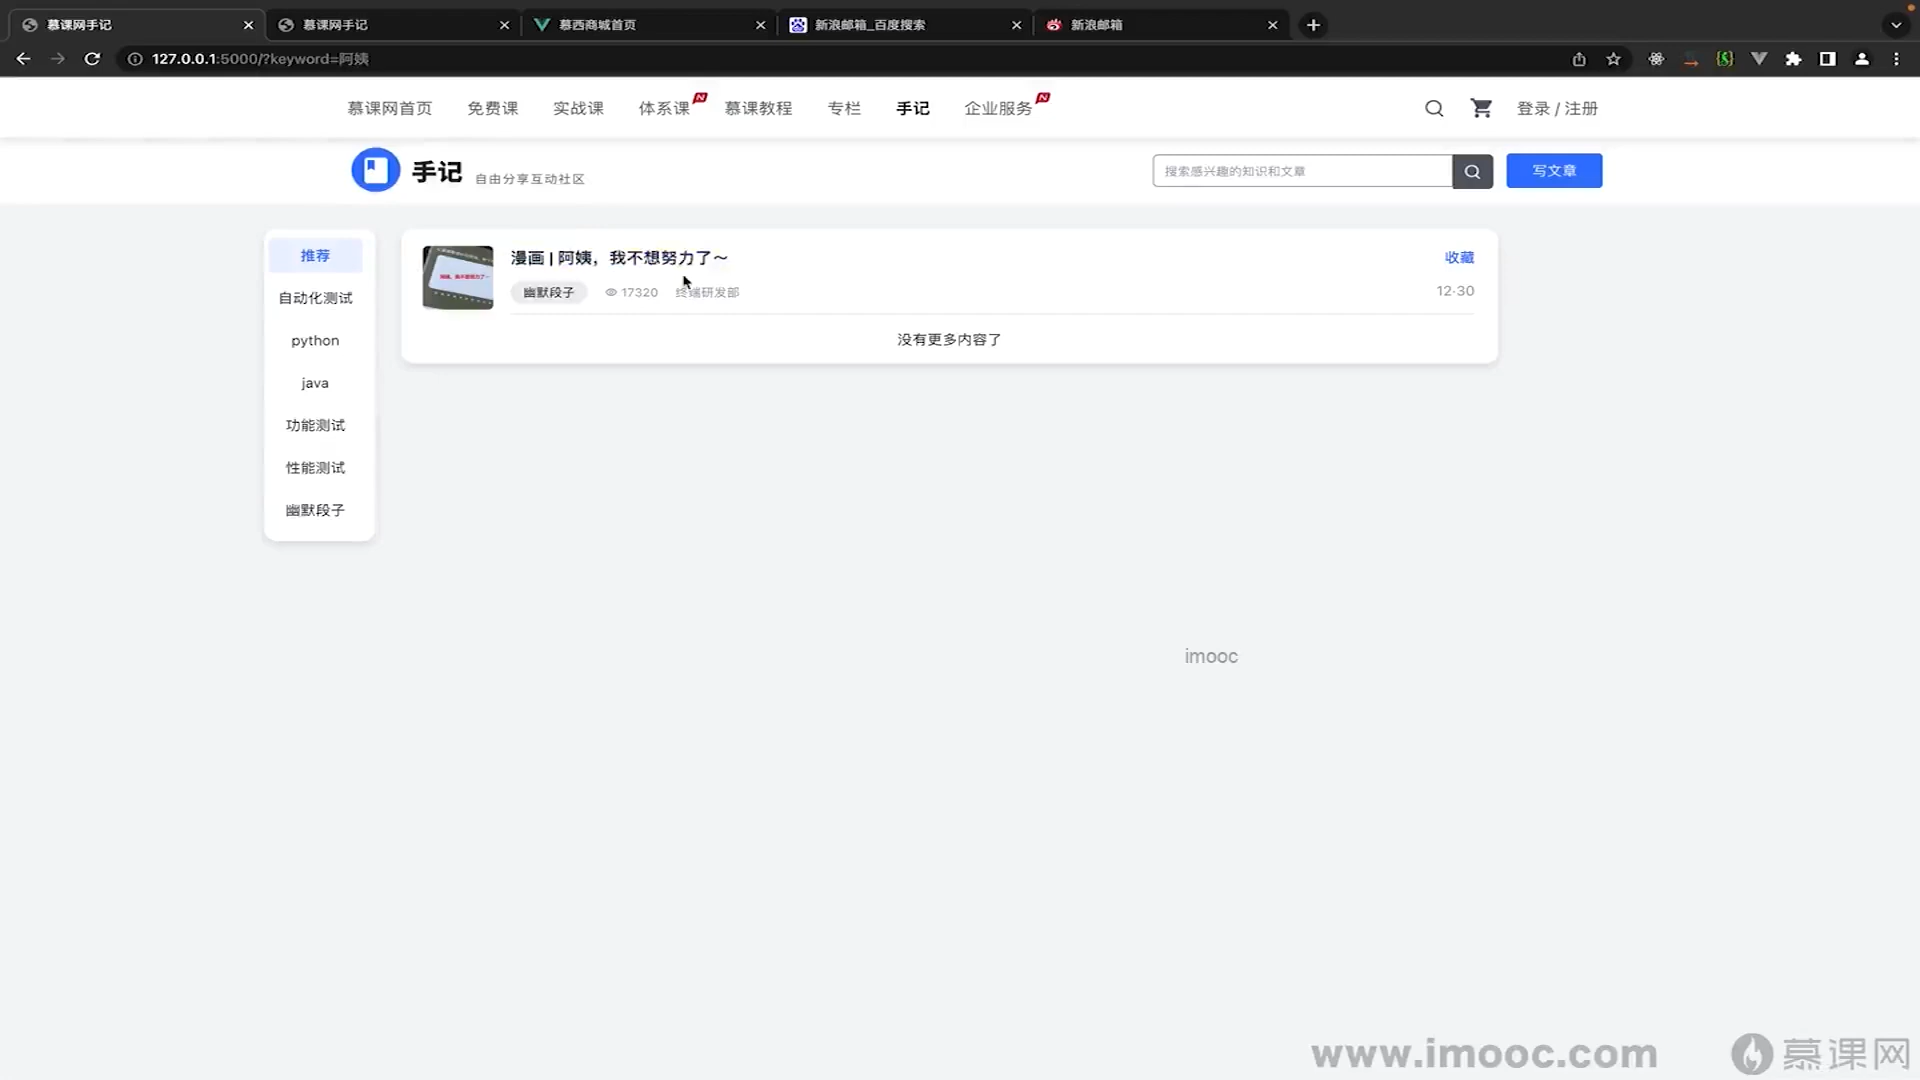 慕课网手记
慕课网手记
慕西商城首页
新浪邮箱_百度搜索
新浪邮箱
127.0.0.1:5000/?keyword=阿姨
慕课网首页 免费课 实战课 体系课 慕课教程 专栏 手记 企业服务 登录 / 注册
手记 自由分享互动社区 搜索感兴趣的知识和文章 写文章
推荐
自动化测试
python
java
功能测试
性能测试
幽默段子
漫画 | 阿姨，我不想努力了～ 收藏
幽默段子 17320 终端研发部 12-30
没有更多内容了
imooc
www.imooc.com 慕课网